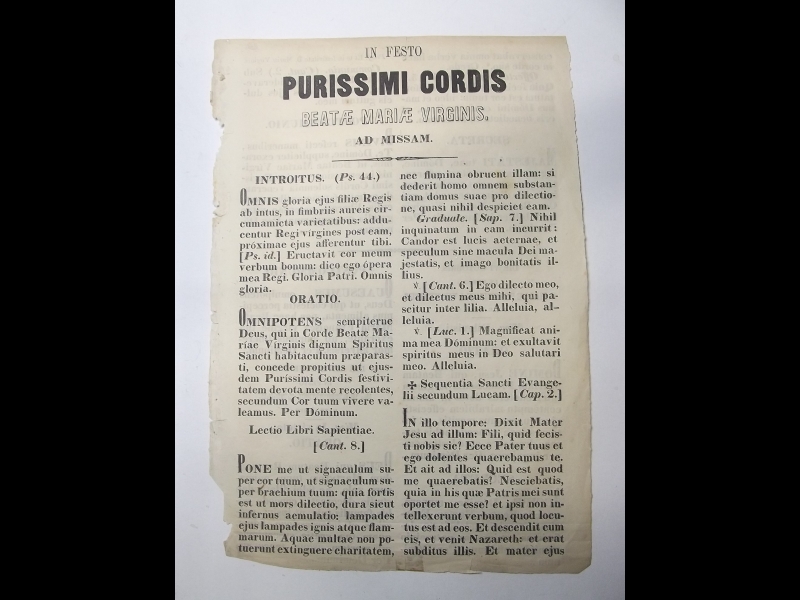 IN FESTO
PURISSIMI CORDIS
BEATÆ MARIÆ VIRGINIS.
AD MISSAM.
INTROITUS. (Ps. 44.)
OMNIS gloria ejus filiæ Regis
ab intus, in fimbriis aureis cir-
cumamicta varietatibus: addu-
centur Regi vírgines post eam,
próximae ejus afferentur tibi.
[Ps. id.] Eructavit cor meum
verbum bonum: dico ego ópera
mea Regi. Gloria Patri. Omnis
gloria.
ORATIO.
OMNIPOTENS sempiterne
Deus, qui in Corde Beatæ Ma-
ríae Virginis dignum Spiritus
Sancti habitaculum præparas-
ti, concede propitius ut ejus-
dem Puríssimi Cordis festivi-
tatem devota mente recolentes,
secundum Cor tuum vivere va-
leamus. Per Dóminum.
Lectio Libri Sapientiae.
[Cant. 8.]
PONE me ut signaculum su-
per cor tuum, ut signaculum su-
per brachium tuum: quia fortis
est ut mors dilectio, dura sicut
infernus aemulatio; lampades
ejus lampades ignis atque flam-
marum. Aquae multae non po-
tuerunt extinguere charitatem,
nec flumina obruent illam: si
dederit homo omnem substan-
tiam domus suae pro dilectio-
ne, quasi nihil despiciet eam.
Graduale. [Sap. 7.] Nihil
inquinatum in eam incurrit:
Candor est lucis aeternae, et
speculum sine macula Dei ma-
jestatis, et imago bonitatis il-
lius.
℣. [Cant. 6.] Ego dilecto meo,
et dilectus meus mihi, qui pa-
scitur inter lilia. Alleluia, al-
leluia.
℣. [Luc. 1.] Magnificat ani-
ma mea Dóminum: et exultavit
spiritus meus in Deo salutari
meo. Alleluia.
✠ Sequentia Sancti Evange-
lii secundum Lucam. [Cap. 2.]
IN illo tempore: Dixit Mater
Jesu ad illum: Fili, quid fecis-
ti nobis sic? Ecce Pater tuus et
ego dolentes quaerebamus te.
Et ait ad illos: Quid est quod
me quaerebatis? Nesciebatis,
quia in his quæ Patris mei sunt
oportet me esse? et ipsi non in-
tellexerunt verbum, quod locu-
tus est ad eos. Et descendit cum
eis, et venit Nazareth: et erat
subditus illis. Et mater ejus